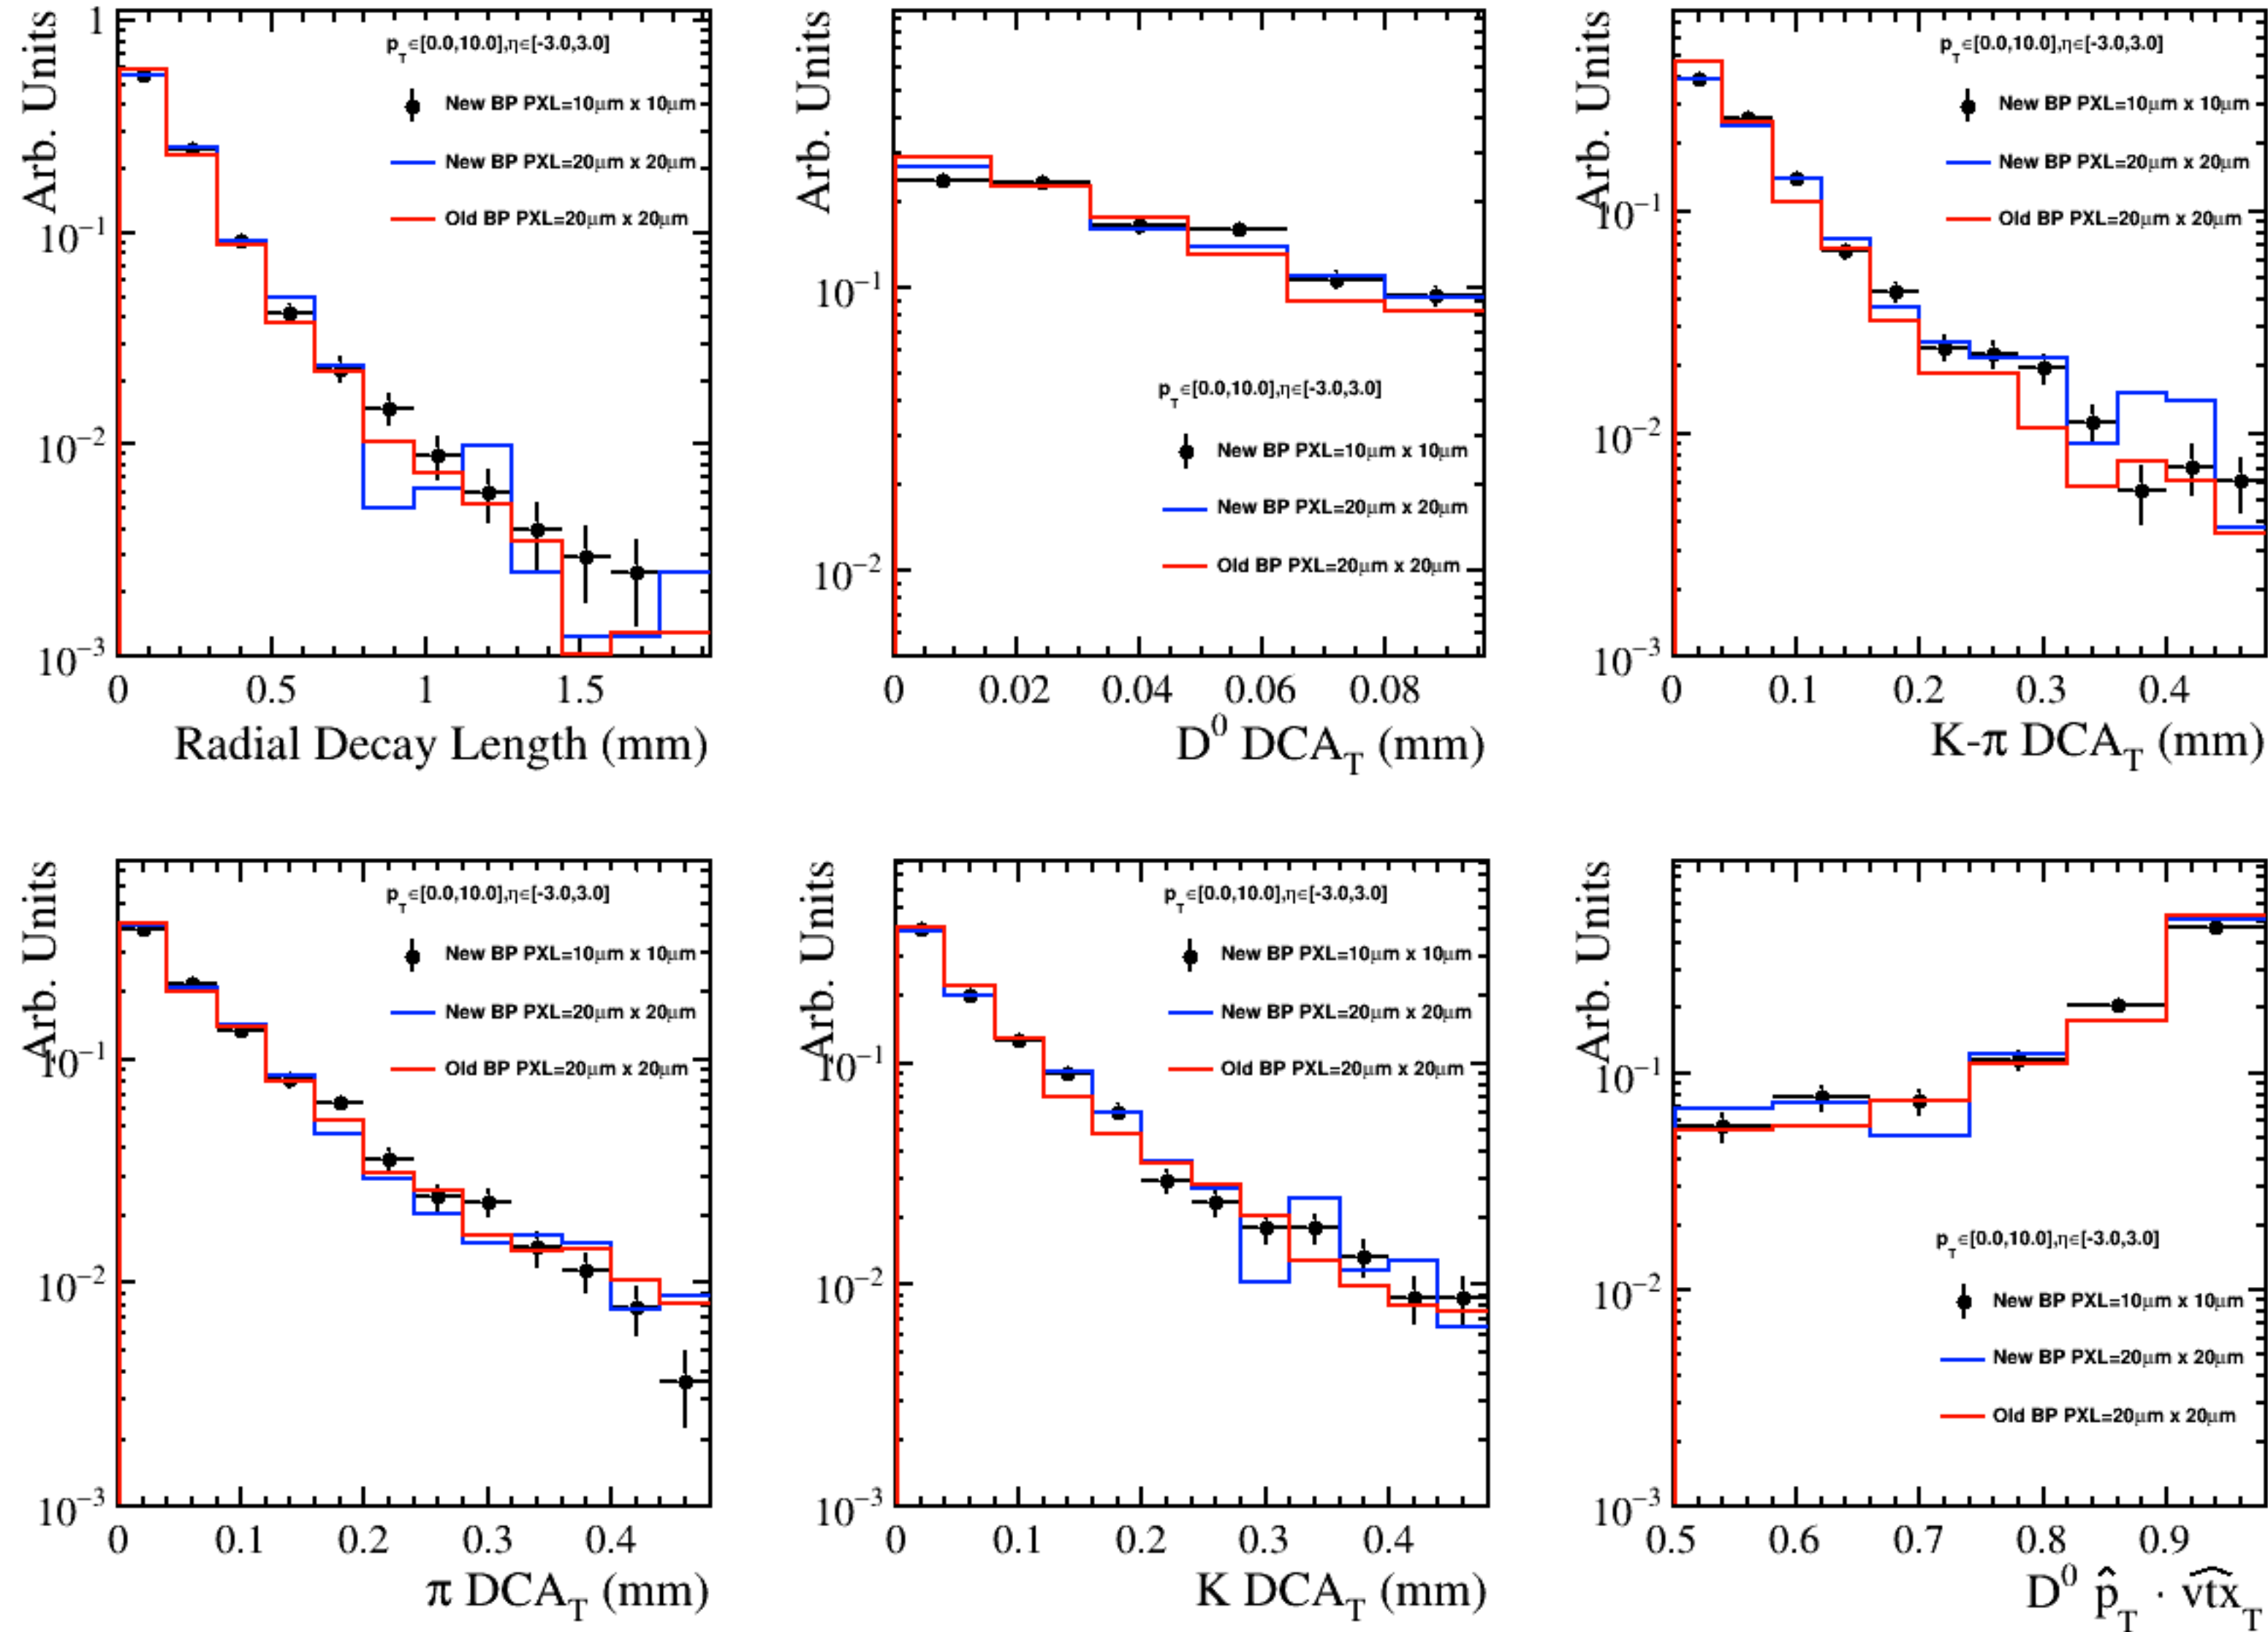 Arb. Units
1
10⁻¹
10⁻²
10⁻³
p_T∈[0.0,10.0],η∈[-3.0,3.0]
New BP PXL=10μm x 10μm
New BP PXL=20μm x 20μm
Old BP PXL=20μm x 20μm
0 0.5 1 1.5
Radial Decay Length (mm)
Arb. Units
10⁻¹
10⁻²
p_T∈[0.0,10.0],η∈[-3.0,3.0]
New BP PXL=10μm x 10μm
New BP PXL=20μm x 20μm
Old BP PXL=20μm x 20μm
0 0.02 0.04 0.06 0.08
D⁰ DCA_T (mm)
Arb. Units
10⁻¹
10⁻²
10⁻³
p_T∈[0.0,10.0],η∈[-3.0,3.0]
New BP PXL=10μm x 10μm
New BP PXL=20μm x 20μm
Old BP PXL=20μm x 20μm
0 0.1 0.2 0.3 0.4
K-π DCA_T (mm)
Arb. Units
10⁻¹
10⁻²
10⁻³
p_T∈[0.0,10.0],η∈[-3.0,3.0]
New BP PXL=10μm x 10μm
New BP PXL=20μm x 20μm
Old BP PXL=20μm x 20μm
0 0.1 0.2 0.3 0.4
π DCA_T (mm)
Arb. Units
10⁻¹
10⁻²
10⁻³
p_T∈[0.0,10.0],η∈[-3.0,3.0]
New BP PXL=10μm x 10μm
New BP PXL=20μm x 20μm
Old BP PXL=20μm x 20μm
0 0.1 0.2 0.3 0.4
K DCA_T (mm)
Arb. Units
10⁻¹
10⁻²
10⁻³
p_T∈[0.0,10.0],η∈[-3.0,3.0]
New BP PXL=10μm x 10μm
New BP PXL=20μm x 20μm
Old BP PXL=20μm x 20μm
0.5 0.6 0.7 0.8 0.9
D⁰ p̂_T · v͡tx_T